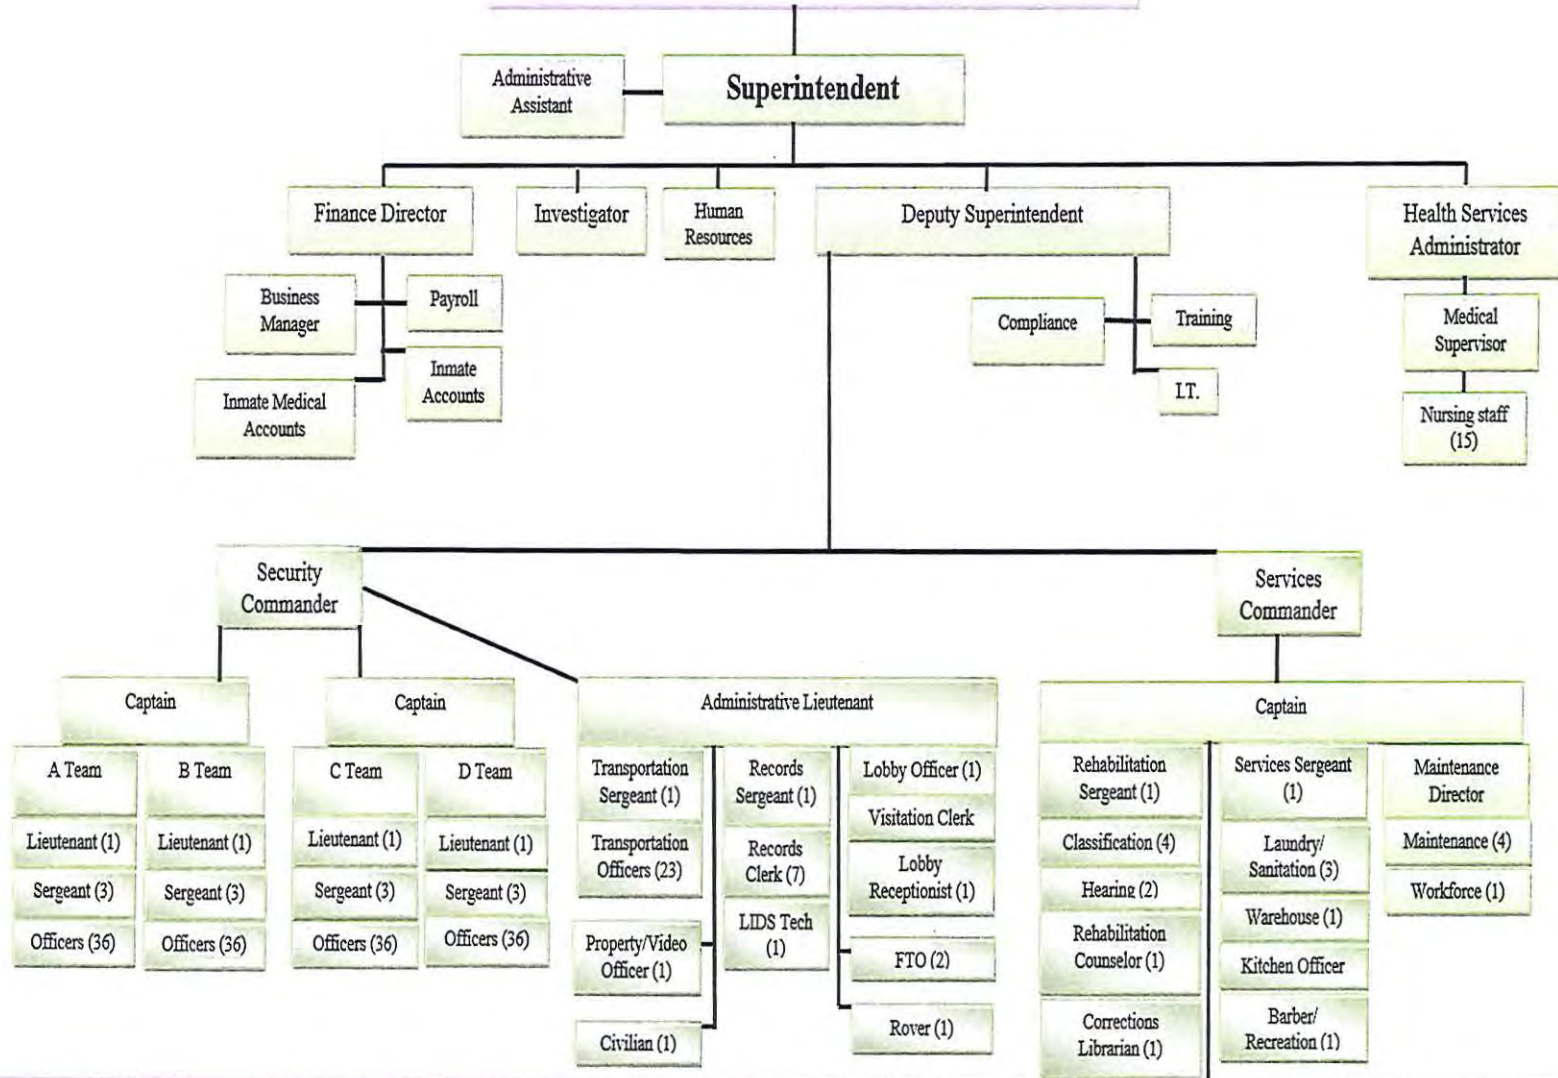 Administrative
Assistant
Superintendent
Finance Director
Investigator
Human
Resources
Deputy Superintendent
Health Services
Administrator
Business
Manager
Payroll
Inmate Medical
Accounts
Inmate
Accounts
Compliance
Training
I.T.
Medical
Supervisor
Nursing staff
(15)
Security
Commander
Services
Commander
Captain
A Team
Lieutenant (1)
Sergeant (3)
Officers (36)
B Team
Lieutenant (1)
Sergeant (3)
Officers (36)
Captain
C Team
Lieutenant (1)
Sergeant (3)
Officers (36)
D Team
Lieutenant (1)
Sergeant (3)
Officers (36)
Administrative Lieutenant
Transportation
Sergeant (1)
Transportation
Officers (23)
Property/Video
Officer (1)
Civilian (1)
Records
Sergeant (1)
Records
Clerk (7)
LIDS Tech
(1)
Lobby Officer (1)
Visitation Clerk
Lobby
Receptionist (1)
FTO (2)
Rover (1)
Captain
Rehabilitation
Sergeant (1)
Classification (4)
Hearing (2)
Rehabilitation
Counselor (1)
Corrections
Librarian (1)
Services Sergeant
(1)
Laundry/
Sanitation (3)
Warehouse (1)
Kitchen Officer
Barber/
Recreation (1)
Maintenance
Director
Maintenance (4)
Workforce (1)